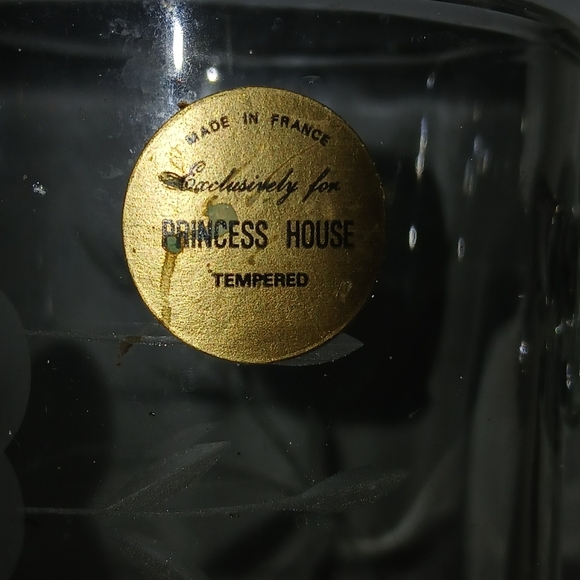 MADE IN FRANCE
Exclusively for
PRINCESS HOUSE
TEMPERED